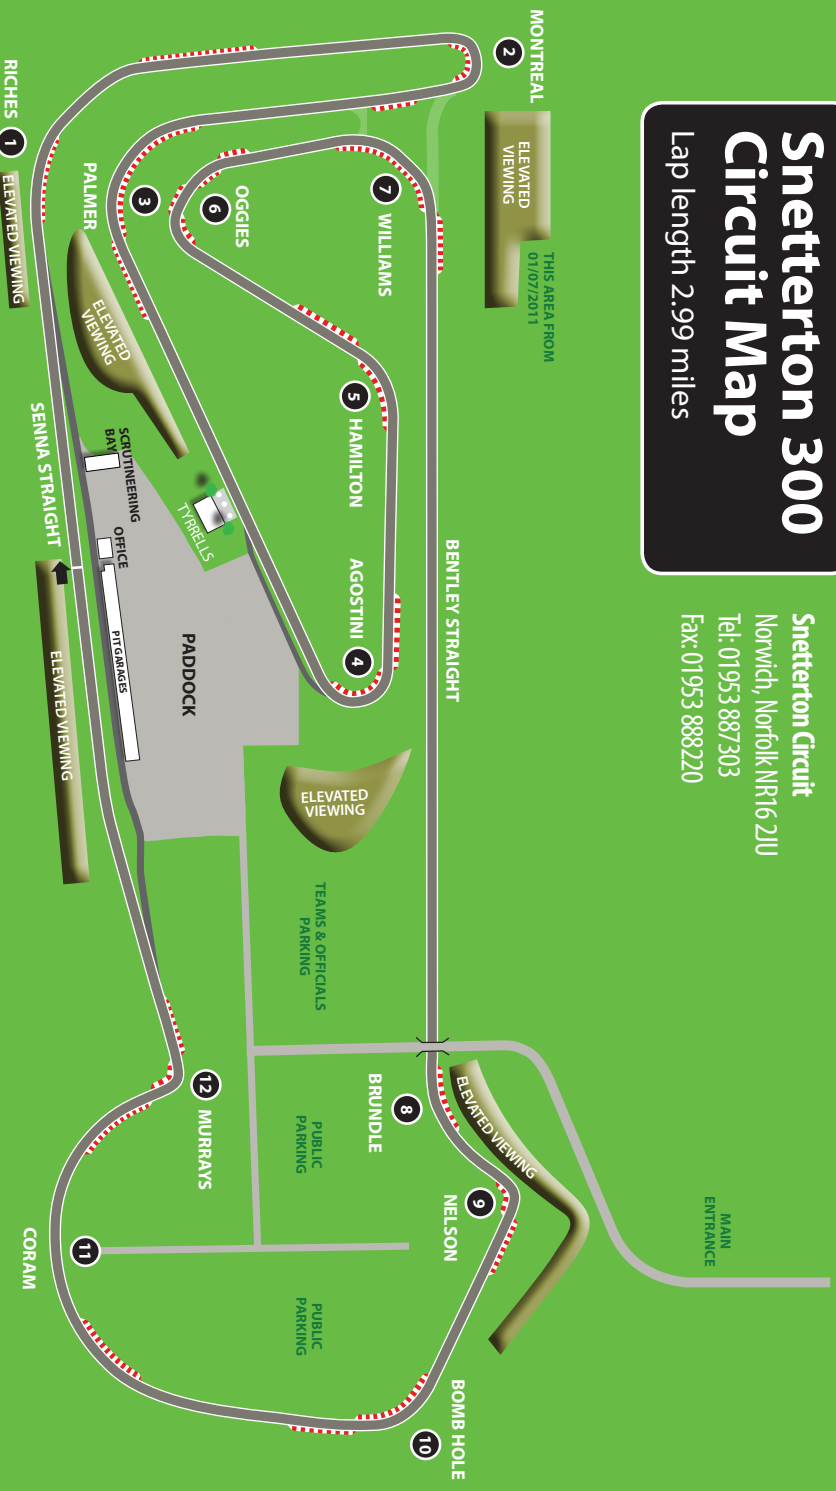 Snetterton 300
Circuit Map
Lap length 2.99 miles
Snetterton Circuit
Norwich, Norfolk NR16 2JU
Tel: 01953 887303
Fax: 01953 888220
MONTREAL
2
ELEVATED
VIEWING
THIS AREA FROM
01/07/2011
RICHES
1
ELEVATED VIEWING
PALMER
3
OGGIES
6
7
WILLIAMS
ELEVATED
VIEWING
5
HAMILTON
AGOSTINI
4
BENTLEY STRAIGHT
SENNA STRAIGHT
SCRUTINEERING
BAY
OFFICE
TYRRELLS
PIT GARAGES
PADDOCK
ELEVATED VIEWING
ELEVATED
VIEWING
TEAMS & OFFICIALS
PARKING
8
BRUNDLE
ELEVATED VIEWING
9
NELSON
MAIN
ENTRANCE
12
MURRAYS
PUBLIC
PARKING
11
CORAM
PUBLIC
PARKING
BOMB HOLE
10